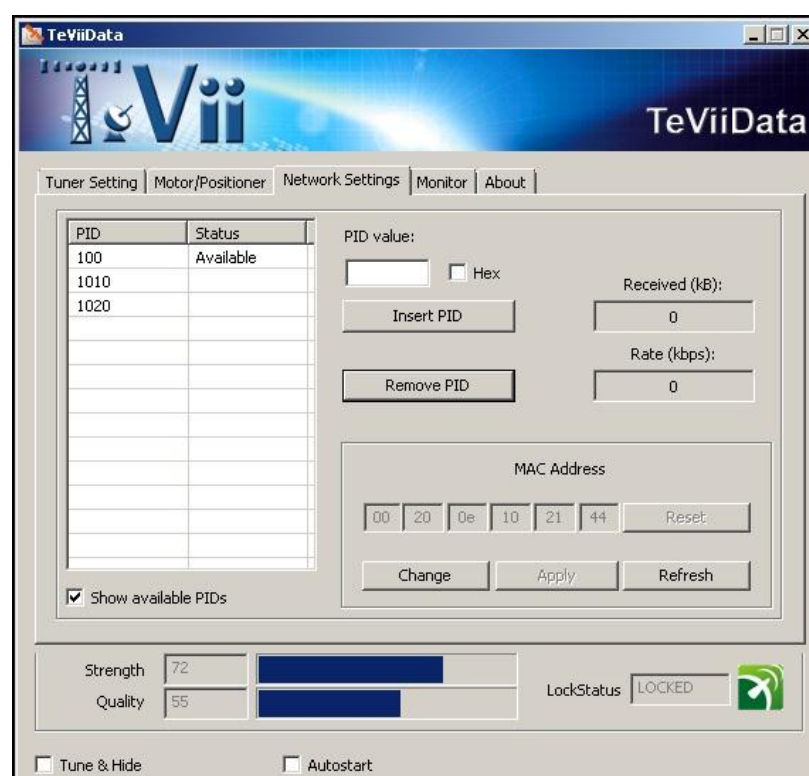 TeViiData
TeVii
TeViiData
Tuner Setting Motor/Positioner Network Settings Monitor About
PID Status
100 Available
1010
1020
PID value:
Hex
Insert PID
Remove PID
Received (kB):
0
Rate (kbps):
0
MAC Address
00 20 0e 10 21 44 Reset
Change Apply Refresh
Show available PIDs
Strength 72
Quality 55
LockStatus LOCKED
Tune & Hide Autostart